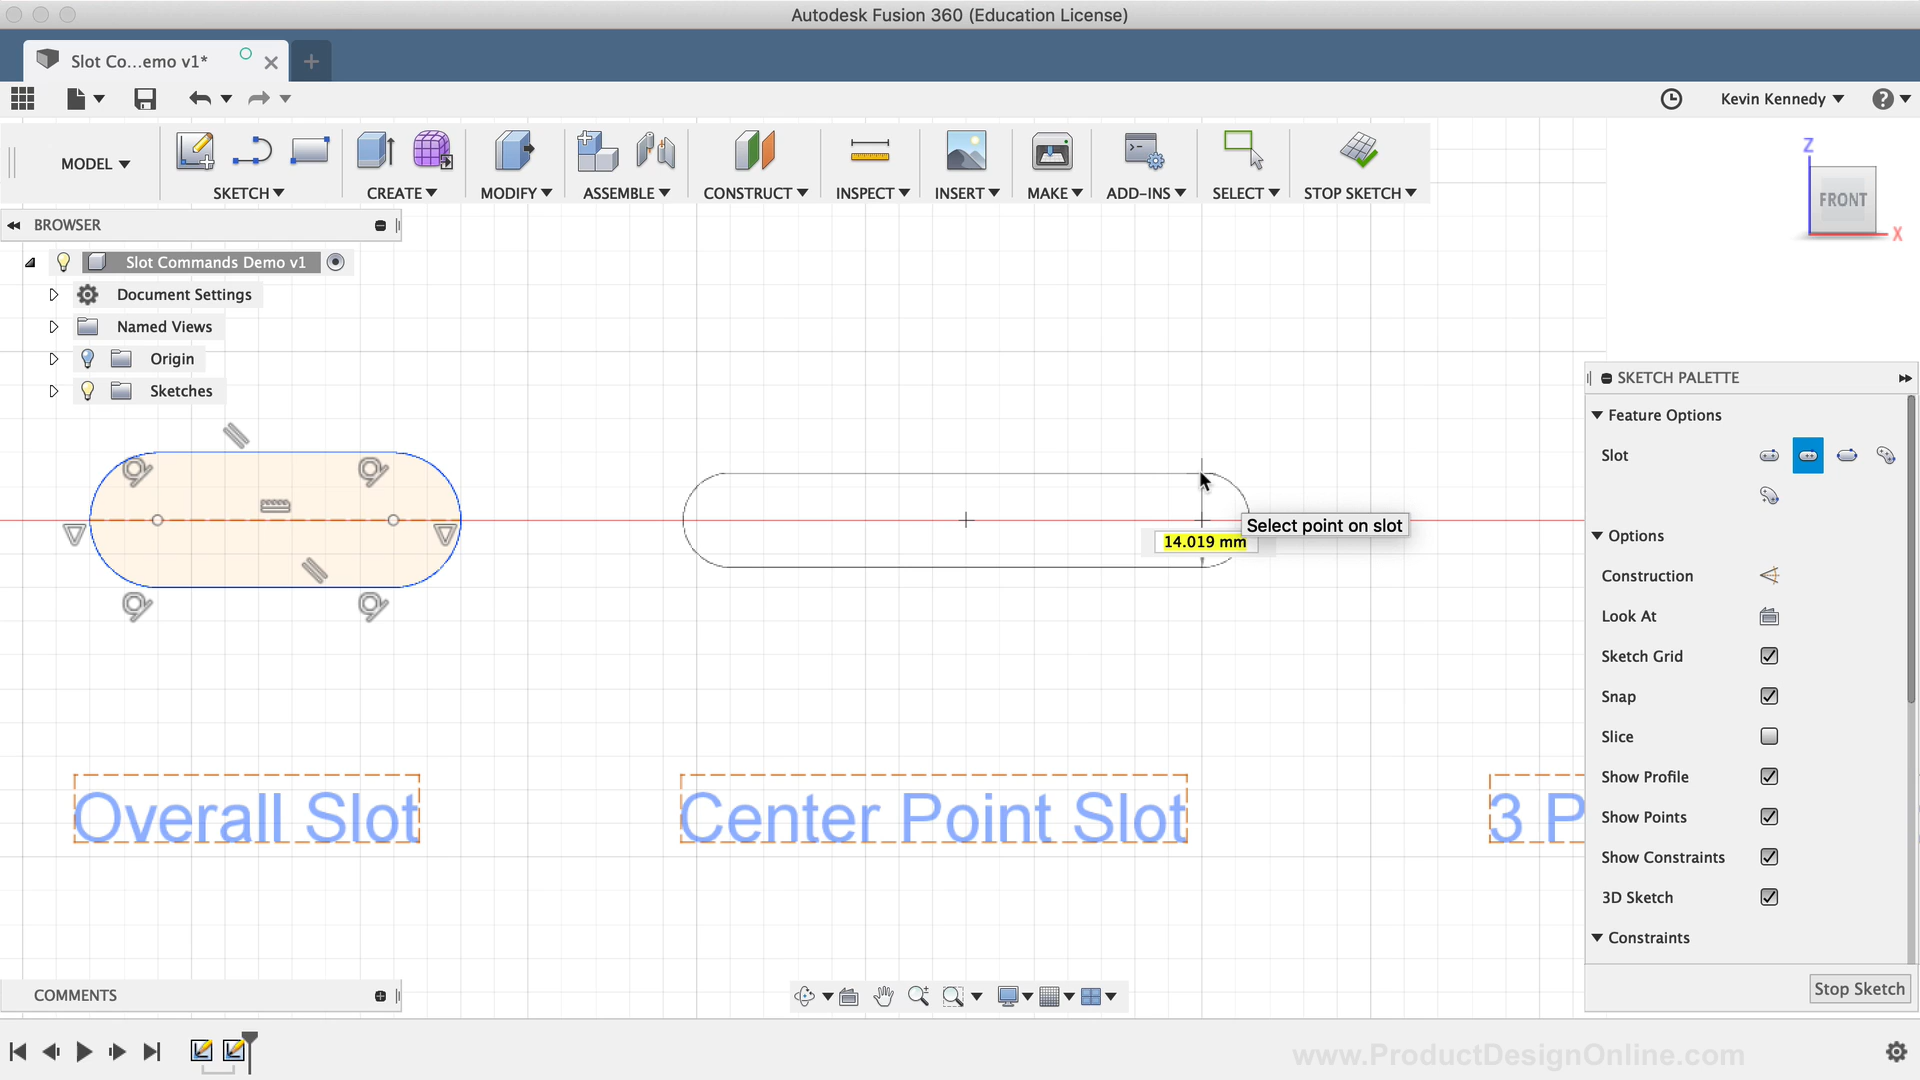 Autodesk Fusion 360 (Education License)
Slot Co...emo v1*
Kevin Kennedy
MODEL
SKETCH
CREATE
MODIFY
ASSEMBLE
CONSTRUCT
INSPECT
INSERT
MAKE
ADD-INS
SELECT
STOP SKETCH
Z
FRONT
X
BROWSER
Slot Commands Demo v1
Document Settings
Named Views
Origin
Sketches
SKETCH PALETTE
Feature Options
Slot
Select point on slot
14.019 mm
Options
Construction
Look At
Sketch Grid
Snap
Slice
Show Profile
Show Points
Show Constraints
3D Sketch
Constraints
Overall Slot
Center Point Slot
3 P
COMMENTS
Stop Sketch
www.ProductDesignOnline.com